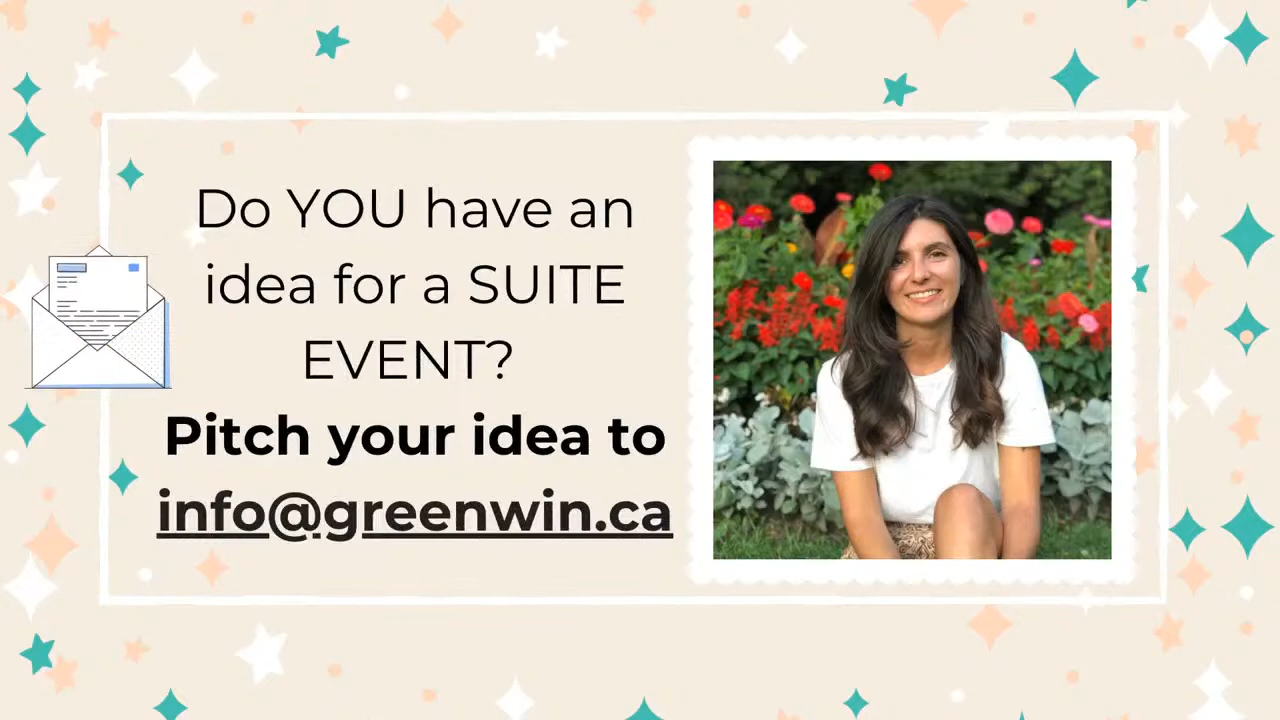 Do YOU have an
idea for a SUITE
EVENT?
Pitch your idea to
info@greenwin.ca